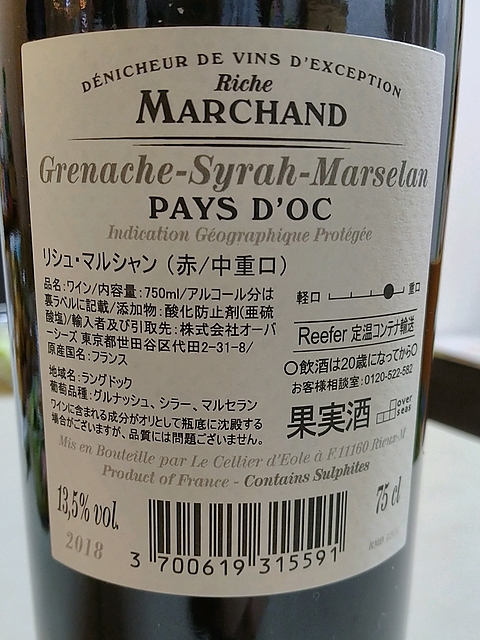 DÉNICHEUR DE VINS D'EXCEPTION
Riche
MARCHAND
Grenache-Syrah-Marselan
PAYS D'OC
Indication Géographique Protégée
リシュ・マルシャン (赤/中重口)
品名:ワイン/内容量:750ml/アルコール分は
裏ラベルに記載/添加物:酸化防止剤(亜硫
酸塩)/輸入者及び引取先:株式会社オーバ
ーシーズ 東京都世田谷区代田2-31-8/
原産国名:フランス
地域名:ラングドック
葡萄品種:グルナッシュ、シラー、マルセラン
ワインに含まれる成分がオリとして瓶底に沈殿する
場合がございますが、品質には問題ございません。
軽口 重口
Reefer 定温コンテナ輸送
○飲酒は20歳になってから○
お客様相談室:0120-522-582
果実酒
over
seas
Mis en Bouteille par Le Cellier d'Eole à F.11160 Rieux-M
Product of France - Contains Sulphites
13,5% vol.
75 cl
2018
3 700619 315591